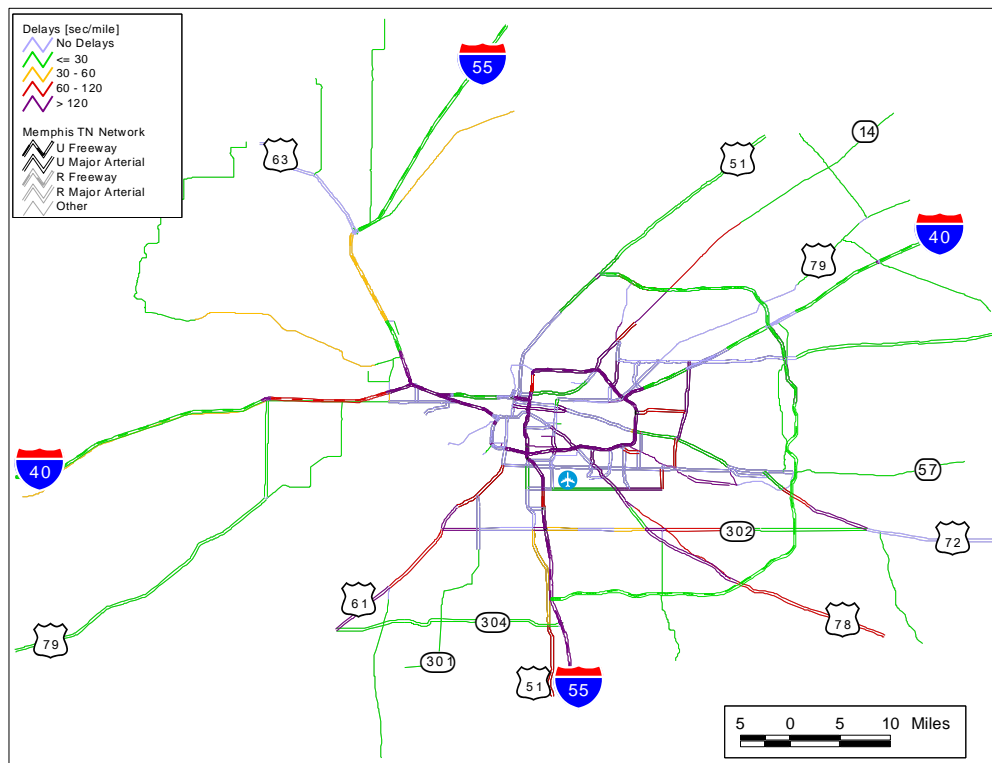 Delays [sec/mile]
No Delays
<= 30
30 - 60
60 - 120
> 120
Memphis TN Network
U Freeway
U Major Arterial
R Freeway
R Major Arterial
Other
55
63
14
51
40
79
40
57
302
72
61
304
78
79
301
51
55
5 0 5 10 Miles